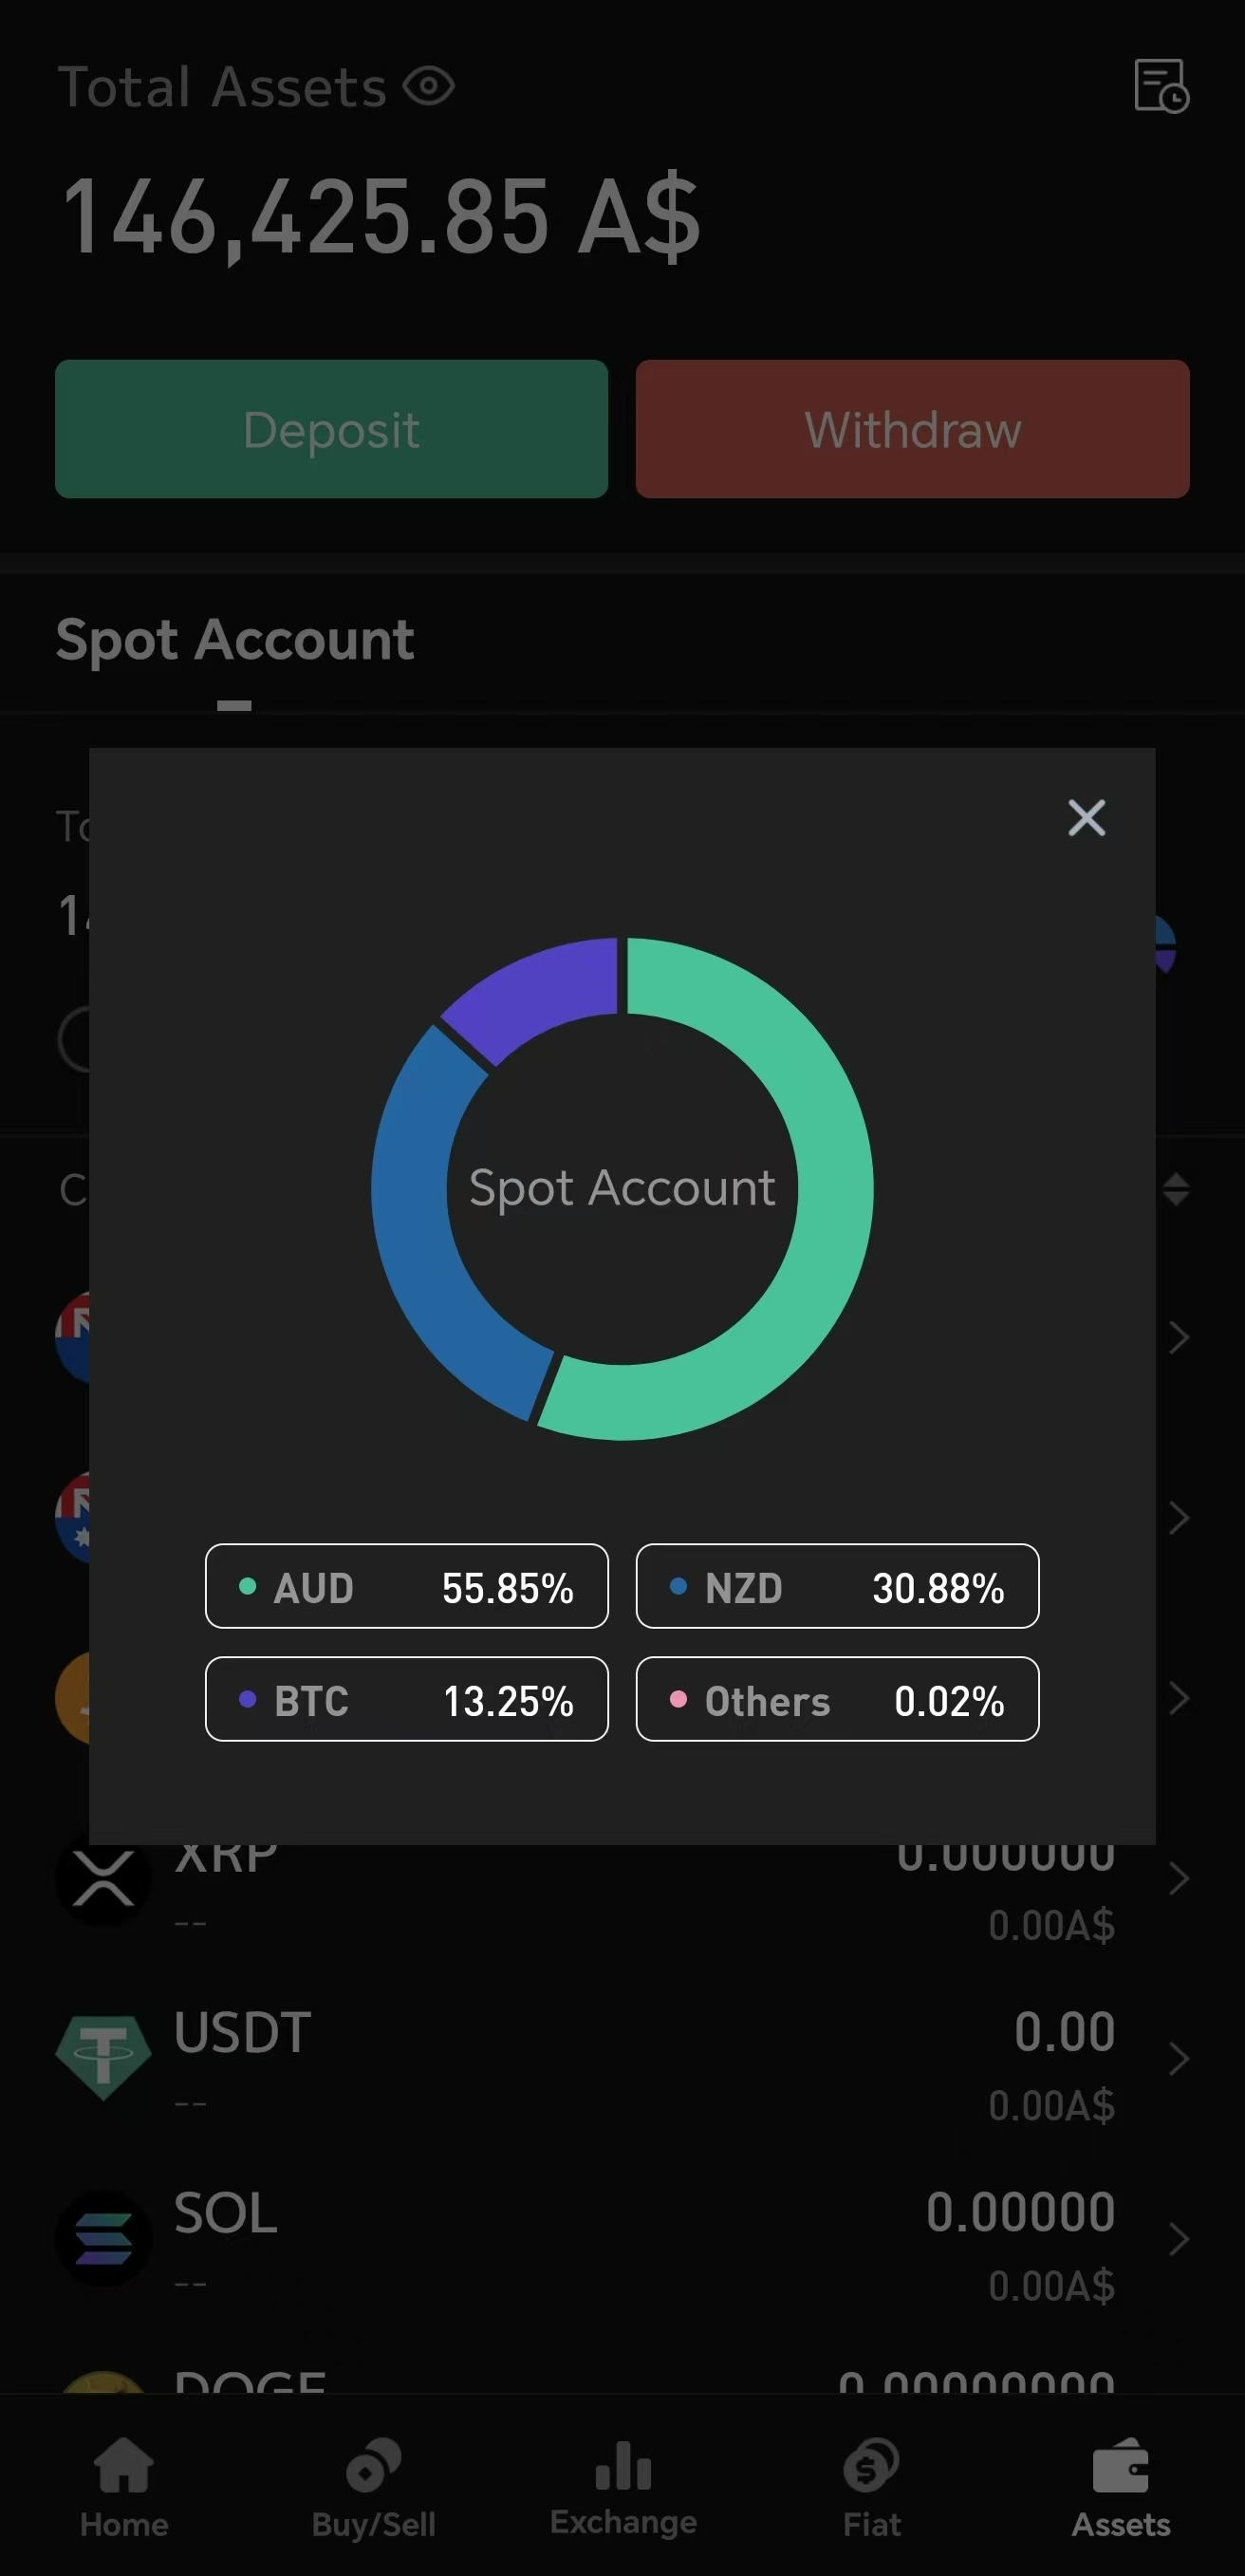 Total Assets
146,425.85 A$
Deposit
Withdraw
Spot Account
Spot Account
AUD 55.85%
NZD 30.88%
BTC 13.25%
Others 0.02%
XRP 0.000000
-- 0.00A$
USDT 0.00
-- 0.00A$
SOL 0.00000
-- 0.00A$
DOGE 0.00000000
Home
Buy/Sell
Exchange
Fiat
Assets